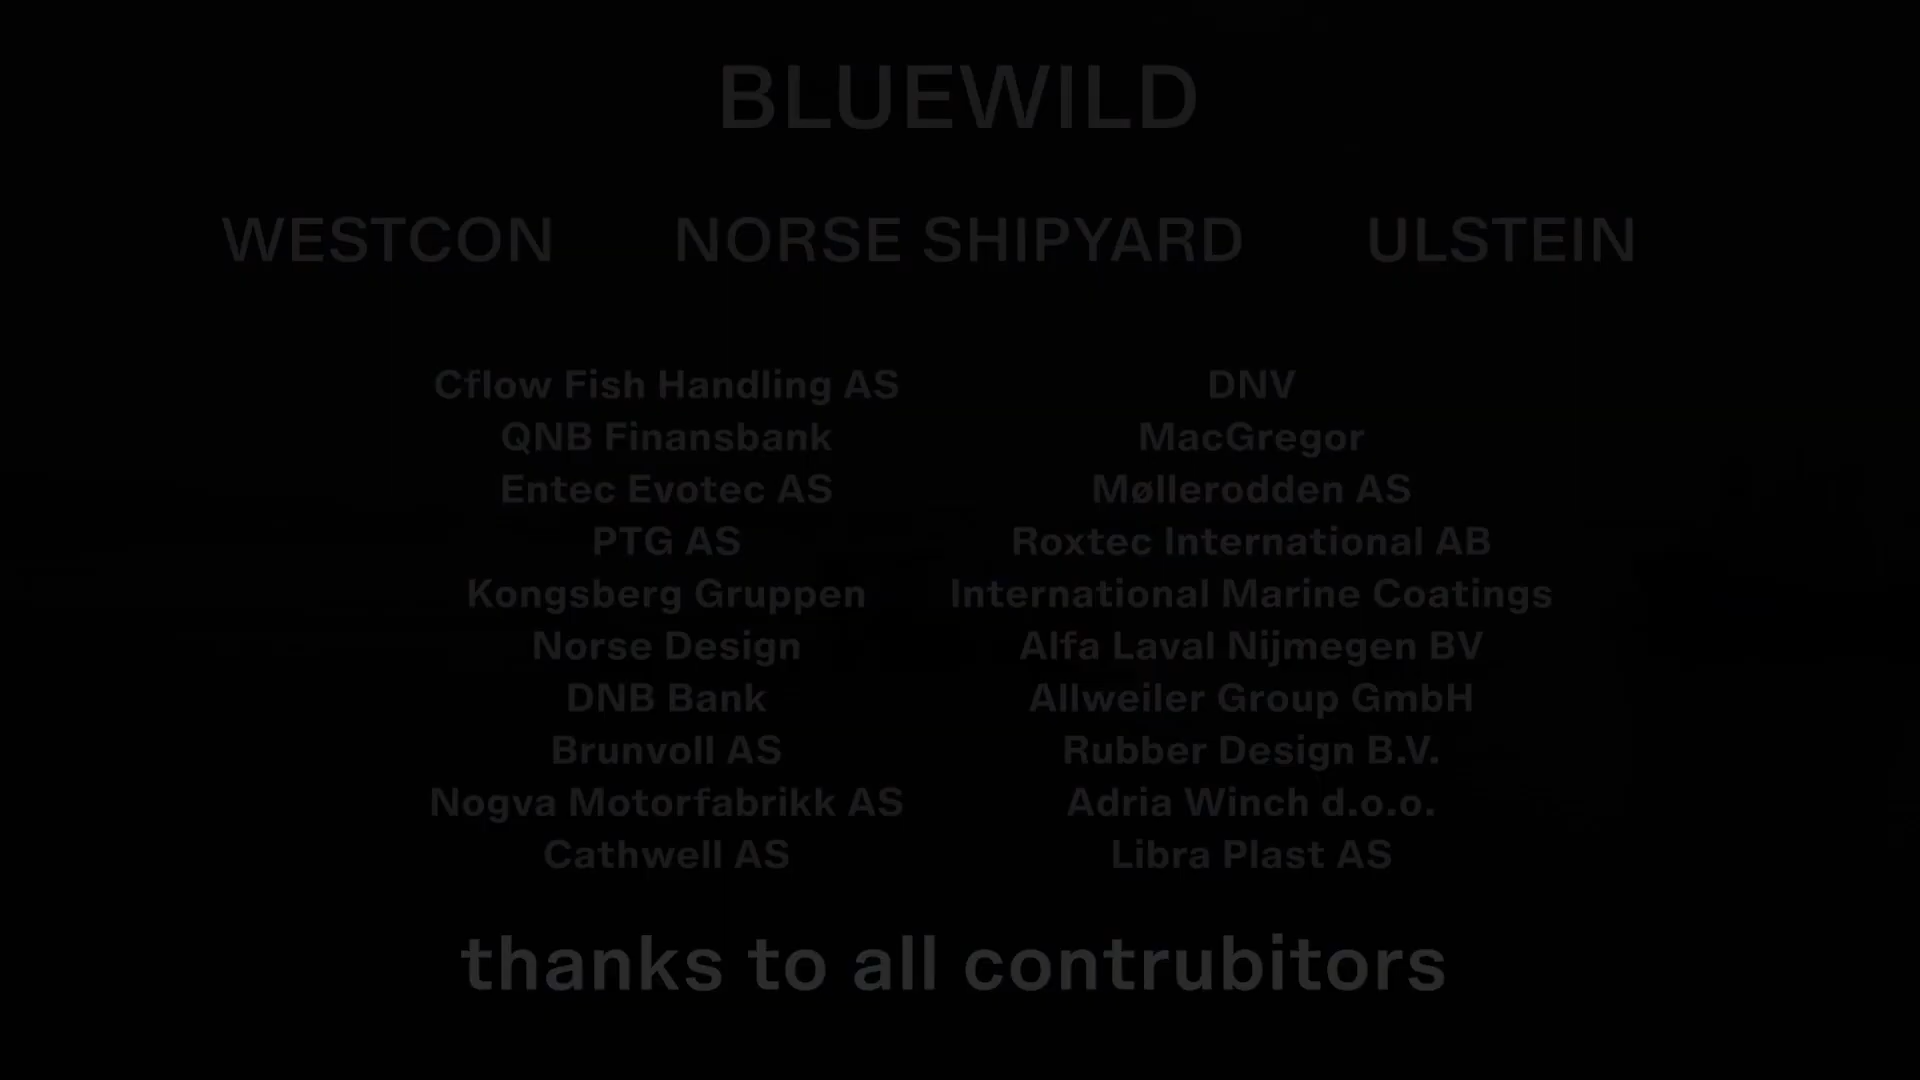 BLUEWILD
WESTCON NORSE SHIPYARD ULSTEIN
Cflow Fish Handling AS
QNB Finansbank
Entec Evotec AS
PTG AS
Kongsberg Gruppen
Norse Design
DNB Bank
Brunvoll AS
Nogva Motorfabrikk AS
Cathwell AS
DNV
MacGregor
Møllerodden AS
Roxtec International AB
International Marine Coatings
Alfa Laval Nijmegen BV
Allweiler Group GmbH
Rubber Design B.V.
Adria Winch d.o.o.
Libra Plast AS
thanks to all contrubitors